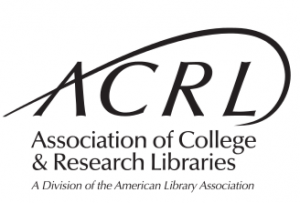 ACRL
Association of College
& Research Libraries
A Division of the American Library Association